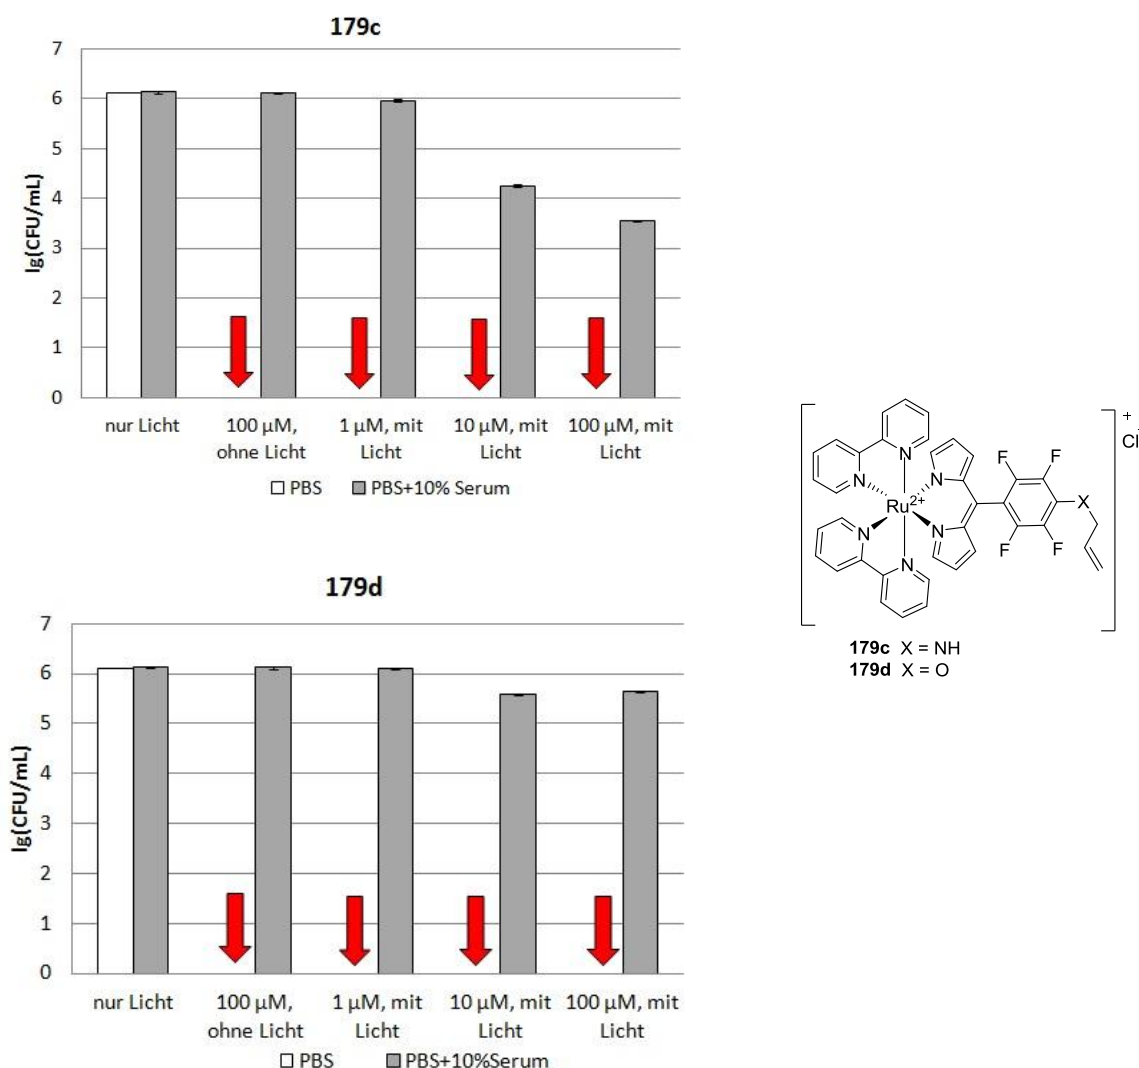 179c
7
6
5
4
3
2
1
0
lg(CFU/mL)
nur Licht
100 µM,
ohne Licht
1 µM, mit
Licht
10 µM, mit
Licht
100 µM, mit
Licht
PBS
PBS+10% Serum
179d
7
6
5
4
3
2
1
0
lg(CFU/mL)
nur Licht
100 µM,
ohne Licht
1 µM, mit
Licht
10 µM, mit
Licht
100 µM, mit
Licht
PBS
PBS+10%Serum
N
N
N
N
N
N
Ru2+
F
F
F
F
X
+
Cl-
179c X = NH
179d X = O